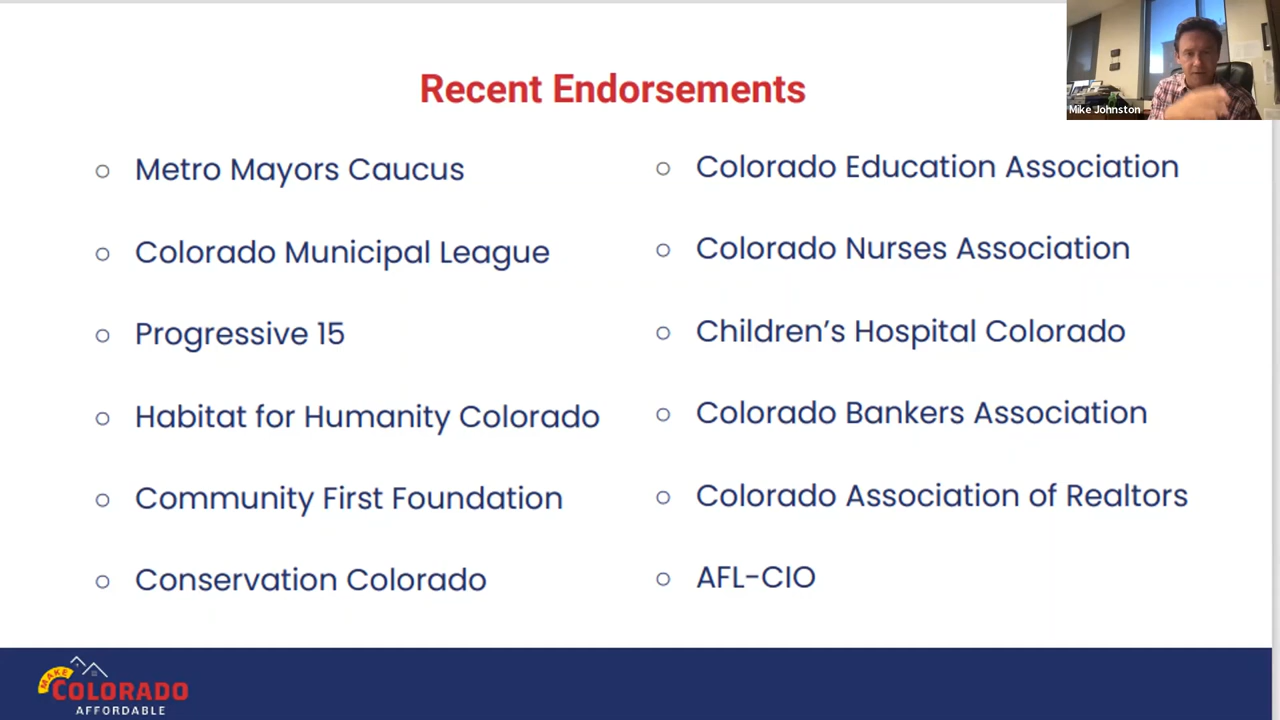 Recent Endorsements
Mike Johnston
Metro Mayors Caucus
Colorado Municipal League
Progressive 15
Habitat for Humanity Colorado
Community First Foundation
Conservation Colorado
Colorado Education Association
Colorado Nurses Association
Children’s Hospital Colorado
Colorado Bankers Association
Colorado Association of Realtors
AFL-CIO
MAKE
COLORADO
AFFORDABLE